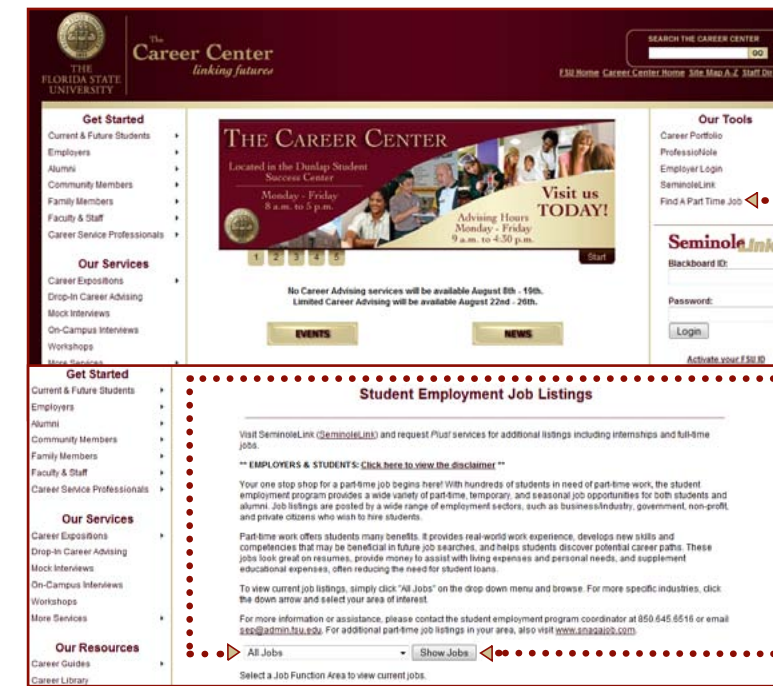 The
Career Center
linking futures
THE
FLORIDA STATE
UNIVERSITY
SEARCH THE CAREER CENTER
GO
FSU Home Career Center Home Site Map A-Z Staff Dir
Get Started
Current & Future Students
Employers
Alumni
Community Members
Family Members
Faculty & Staff
Career Service Professionals
Our Services
Career Expositions
Drop-In Career Advising
Mock Interviews
On-Campus Interviews
Workshops
More Services
THE CAREER CENTER
Located in the Dunlap Student
Success Center
Monday - Friday
8 a.m. to 5 p.m.
Visit us
TODAY!
Advising Hours
Monday - Friday
9 a.m. to 4:30 p.m.
1 2 3 4 5
Start
No Career Advising services will be available August 8th - 19th.
Limited Career Advising will be available August 22nd - 26th.
EVENTS
NEWS
Our Tools
Career Portfolio
ProfessioNole
Employer Login
SeminoleLink
Find A Part Time Job
SeminoleLink
Blackboard ID:
Password:
Login
Activate your FSU ID
Get Started
Current & Future Students
Employers
Alumni
Community Members
Family Members
Faculty & Staff
Career Service Professionals
Our Services
Career Expositions
Drop-In Career Advising
Mock Interviews
On-Campus Interviews
Workshops
More Services
Our Resources
Career Guides
Career Library
Student Employment Job Listings
Visit SeminoleLink (SeminoleLink) and request Plus! services for additional listings including internships and full-time
jobs.
** EMPLOYERS & STUDENTS: Click here to view the disclaimer **
Your one stop shop for a part-time job begins here! With hundreds of students in need of part-time work, the student
employment program provides a wide variety of part-time, temporary, and seasonal job opportunities for both students and
alumni. Job listings are posted by a wide range of employment sectors, such as business/industry, government, non-profit,
and private citizens who wish to hire students.
Part-time work offers students many benefits. It provides real-world work experience, develops new skills and
competencies that may be beneficial in future job searches, and helps students discover potential career paths. These
jobs look great on resumes, provide money to assist with living expenses and personal needs, and supplement
educational expenses, often reducing the need for student loans.
To view current job listings, simply click "All Jobs" on the drop down menu and browse. For more specific industries, click
the down arrow and select your area of interest.
For more information or assistance, please contact the student employment program coordinator at 850.645.6516 or email
sep@admin.fsu.edu. For additional part-time job listings in your area, also visit www.snagajob.com.
All Jobs
Show Jobs
Select a Job Function Area to view current jobs.